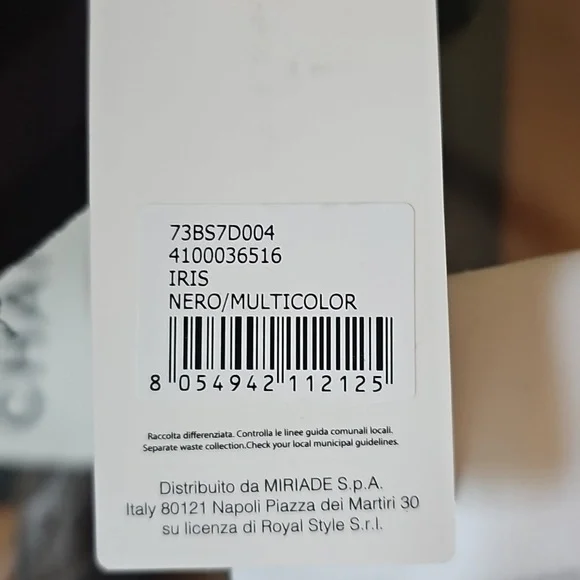 73BS7D004
4100036516
IRIS
NERO/MULTICOLOR
8 054942 112125
Raccolta differenziata. Controlla le linee guida comunali locali.
Separate waste collection.Check your local municipal guidelines.
Distribuito da MIRIADE S.p.A.
Italy 80121 Napoli Piazza dei Martiri 30
su licenza di Royal Style S.r.l.
CHA